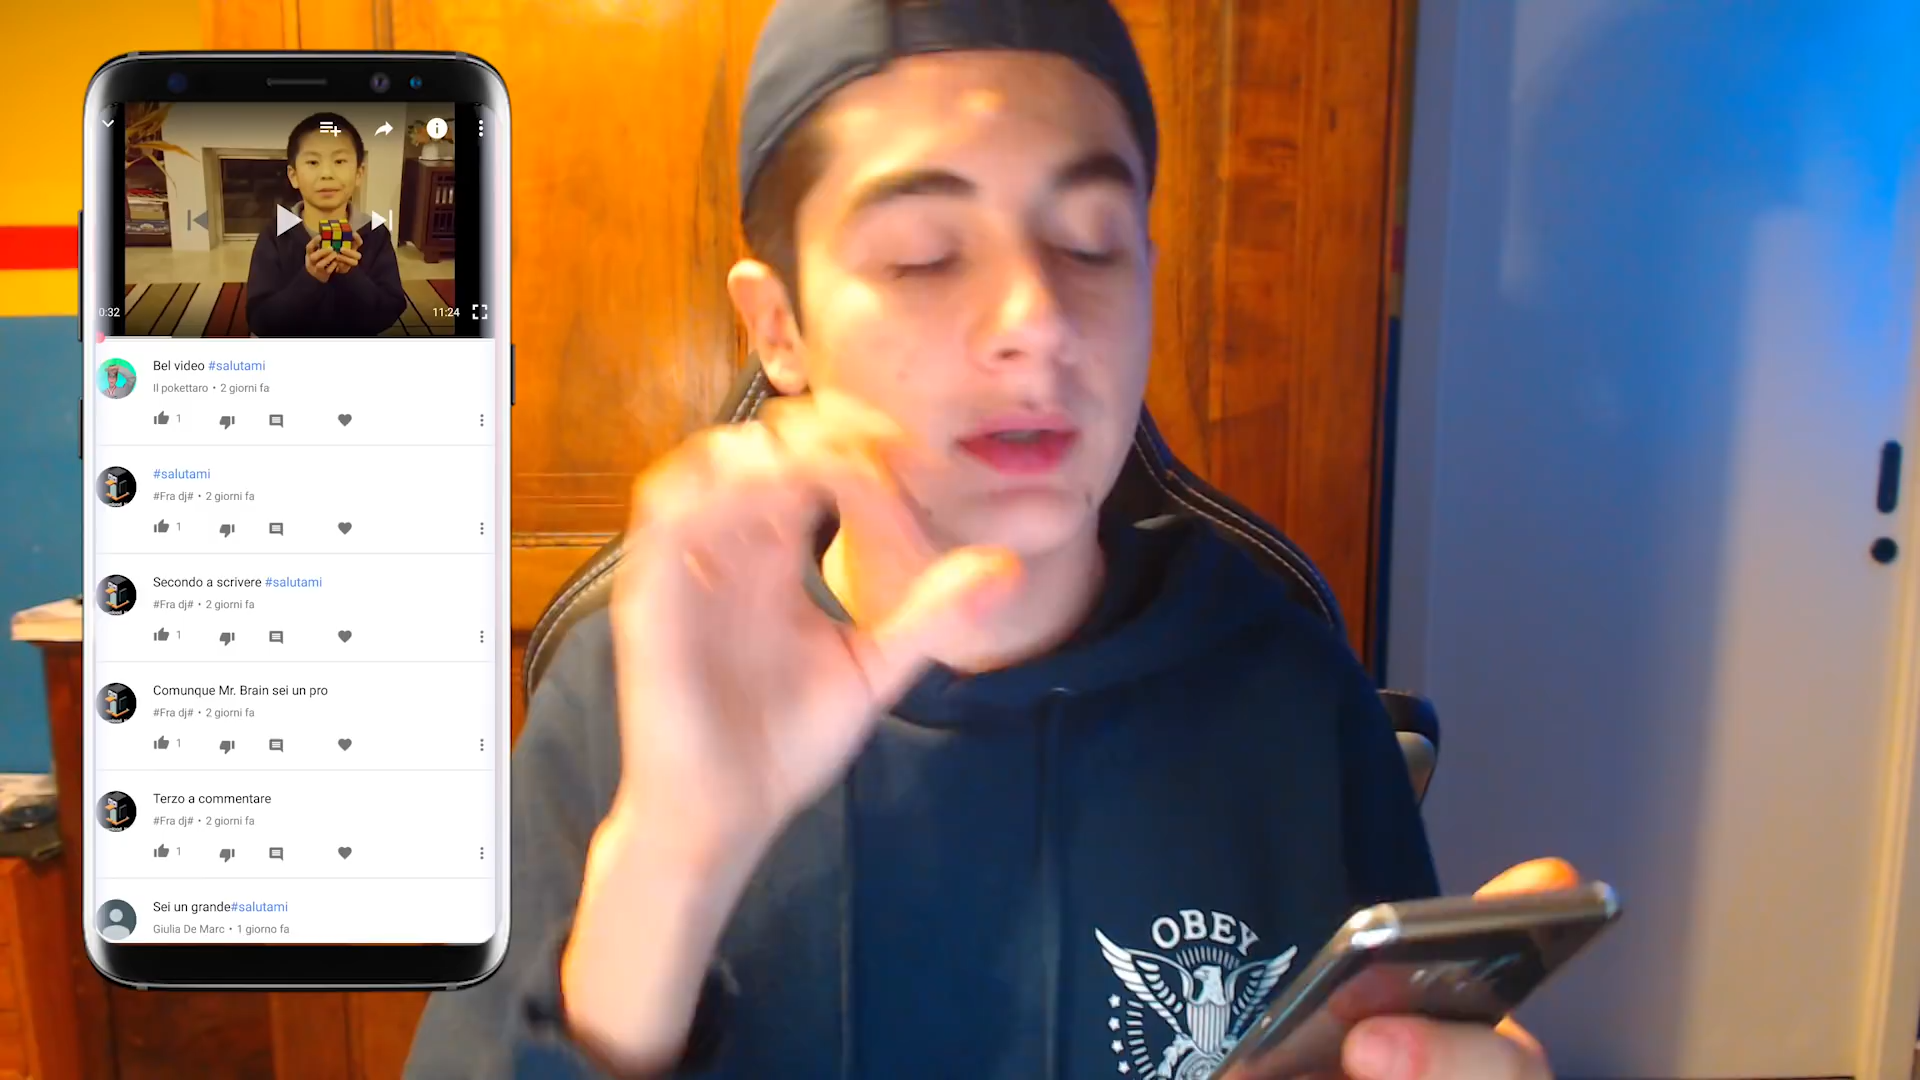 0:32
11:24
Bel video #salutami
Il pokettaro • 2 giorni fa
1
#salutami
#Fra dj# • 2 giorni fa
1
Secondo a scrivere #salutami
#Fra dj# • 2 giorni fa
1
Comunque Mr. Brain sei un pro
#Fra dj# • 2 giorni fa
1
Terzo a commentare
#Fra dj# • 2 giorni fa
1
Sei un grande#salutami
Giulia De Marc • 1 giorno fa
OBEY